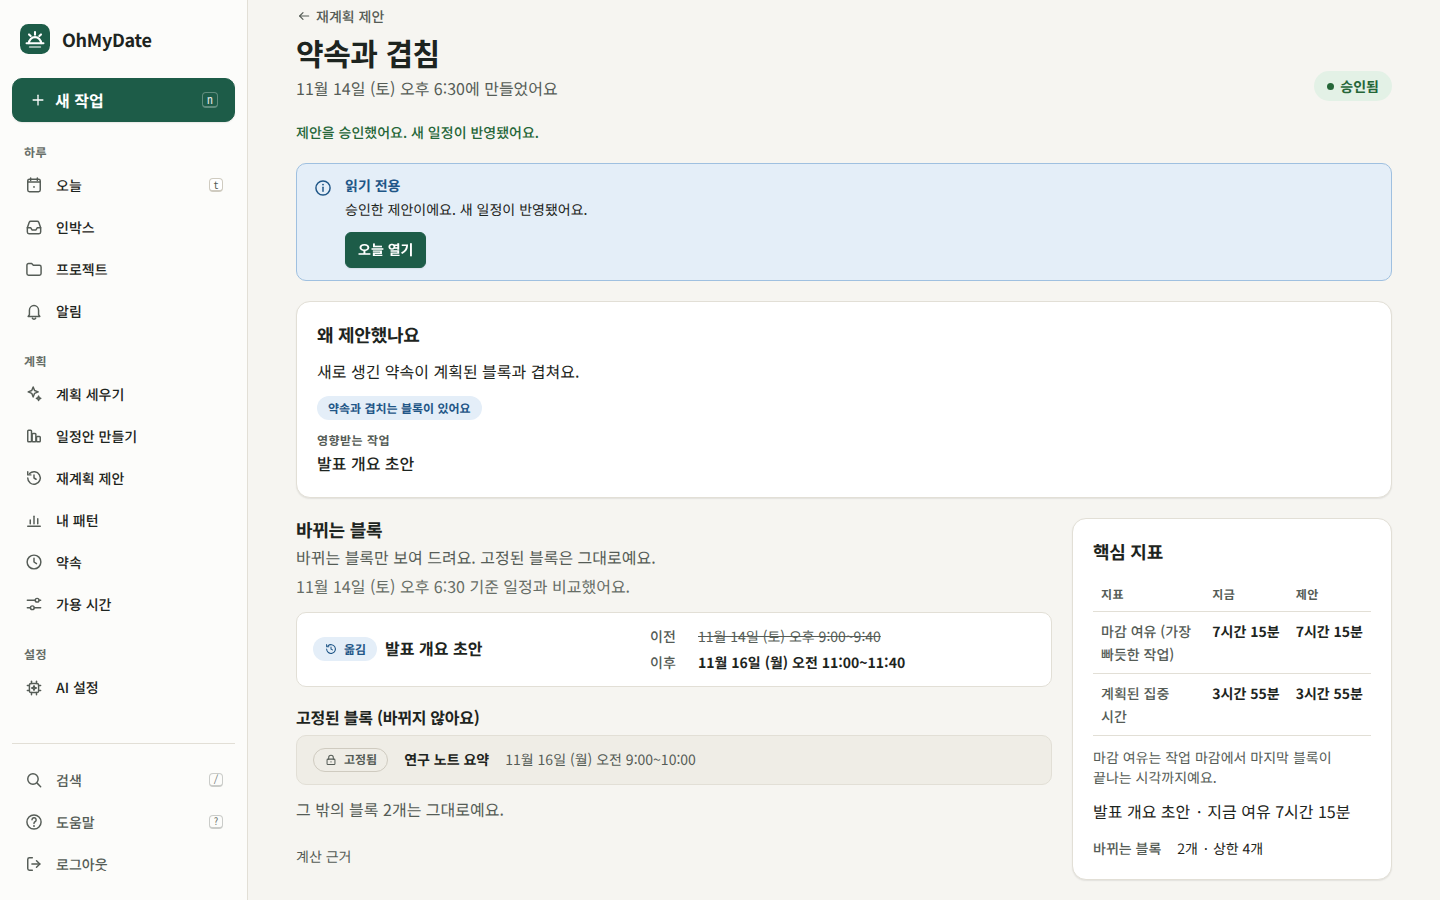 OhMyDate
새 작업
n
하루
오늘
t
인박스
프로젝트
알림
계획
계획 세우기
일정안 만들기
재계획 제안
내 패턴
약속
가용 시간
설정
AI 설정
검색
/
도움말
?
로그아웃
← 재계획 제안
약속과 겹침
11월 14일 (토) 오후 6:30에 만들었어요
승인됨
제안을 승인했어요. 새 일정이 반영됐어요.
읽기 전용
승인한 제안이에요. 새 일정이 반영됐어요.
오늘 열기
왜 제안했나요
새로 생긴 약속이 계획된 블록과 겹쳐요.
약속과 겹치는 블록이 있어요
영향받는 작업
발표 개요 초안
바뀌는 블록
바뀌는 블록만 보여 드려요. 고정된 블록은 그대로예요.
11월 14일 (토) 오후 6:30 기준 일정과 비교했어요.
옮김
발표 개요 초안
이전 11월 14일 (토) 오후 9:00~9:40
이후 11월 16일 (월) 오전 11:00~11:40
고정된 블록 (바뀌지 않아요)
고정됨 연구 노트 요약 11월 16일 (월) 오전 9:00~10:00
그 밖의 블록 2개는 그대로예요.
계산 근거
핵심 지표
지표 지금 제안
마감 여유 (가장 7시간 15분 7시간 15분
빠듯한 작업)
계획된 집중 3시간 55분 3시간 55분
시간
마감 여유는 작업 마감에서 마지막 블록이
끝나는 시각까지예요.
발표 개요 초안 · 지금 여유 7시간 15분
바뀌는 블록 2개 · 상한 4개